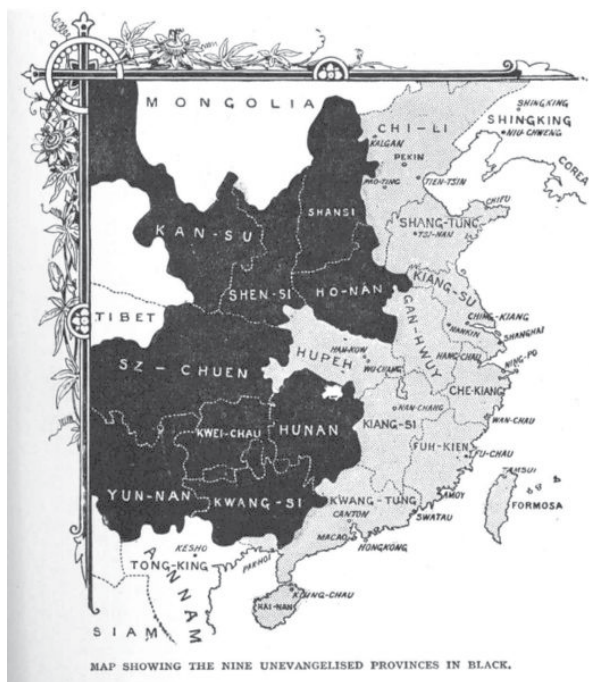 MONGOLIA
CHI-LI
SHINGKING
SHINGKING
NIU-CHWENG
KALGAN
PEKIN
PAO-TING
TIEN-TSIN
COREA
KAN-SU
SHANSI
SHANG-TUNG
TSI-NAN
CHIFU
SHEN-SI
HO-NAN
KIANG-SU
TIBET
GAN-HWUY
CHING-KIANG
NANKIN
SHANGHAI
SZ-CHUEN
HUPEH
HAN-KOW
WU-CHANG
HANG-CHAU
NING-PO
CHE-KIANG
NAN-CHANG
WAN-CHAU
KWEI-CHAU
HUNAN
KIANG-SI
FUH-KIEN
FU-CHAU
TAMSUI
YUN-NAN
KWANG-SI
KWANG-TUNG
CANTON
AMOY
SWATAU
FORMOSA
MACAO
HONGKONG
KESHO
TONG-KING
PAKHOI
ANNAM
KIUNG-CHAU
HAI-NAN
SIAM
MAP SHOWING THE NINE UNEVANGELISED PROVINCES IN BLACK.